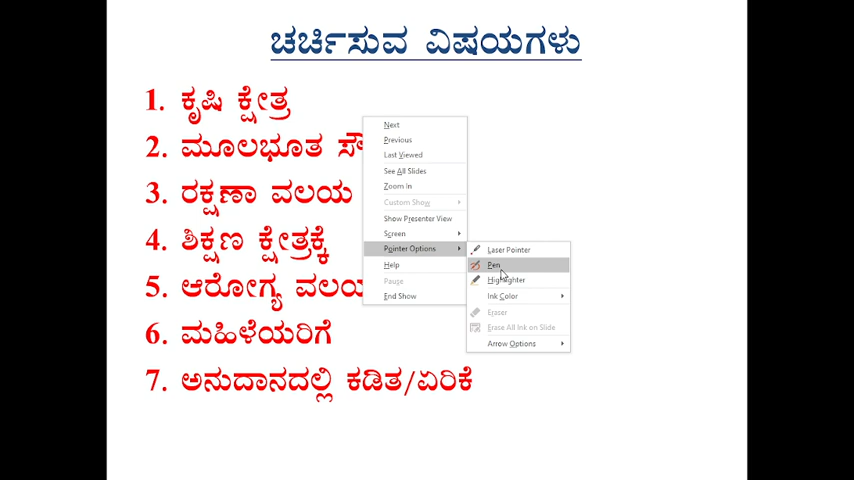 ಚರ್ಚಿಸುವ ವಿಷಯಗಳು
1. ಕೃಷಿ ಕ್ಷೇತ್ರ
2. ಮೂಲಭೂತ
3. ರಕ್ಷಣಾ ವಲಯ
4. ಶಿಕ್ಷಣ ಕ್ಷೇತ್ರಕ್ಕೆ
5. ಆರೋಗ್ಯ ವಲಯ
6. ಮಹಿಳೆಯರಿಗೆ
7. ಅನುದಾನದಲ್ಲಿ ಕಡಿತ/ಏರಿಕೆ
Next
Previous
Last Viewed
See All Slides
Zoom In
Custom Show
Show Presenter View
Screen
Pointer Options
Help
Pause
End Show
Laser Pointer
Pen
Highlighter
Ink Color
Eraser
Erase All Ink on Slide
Arrow Options